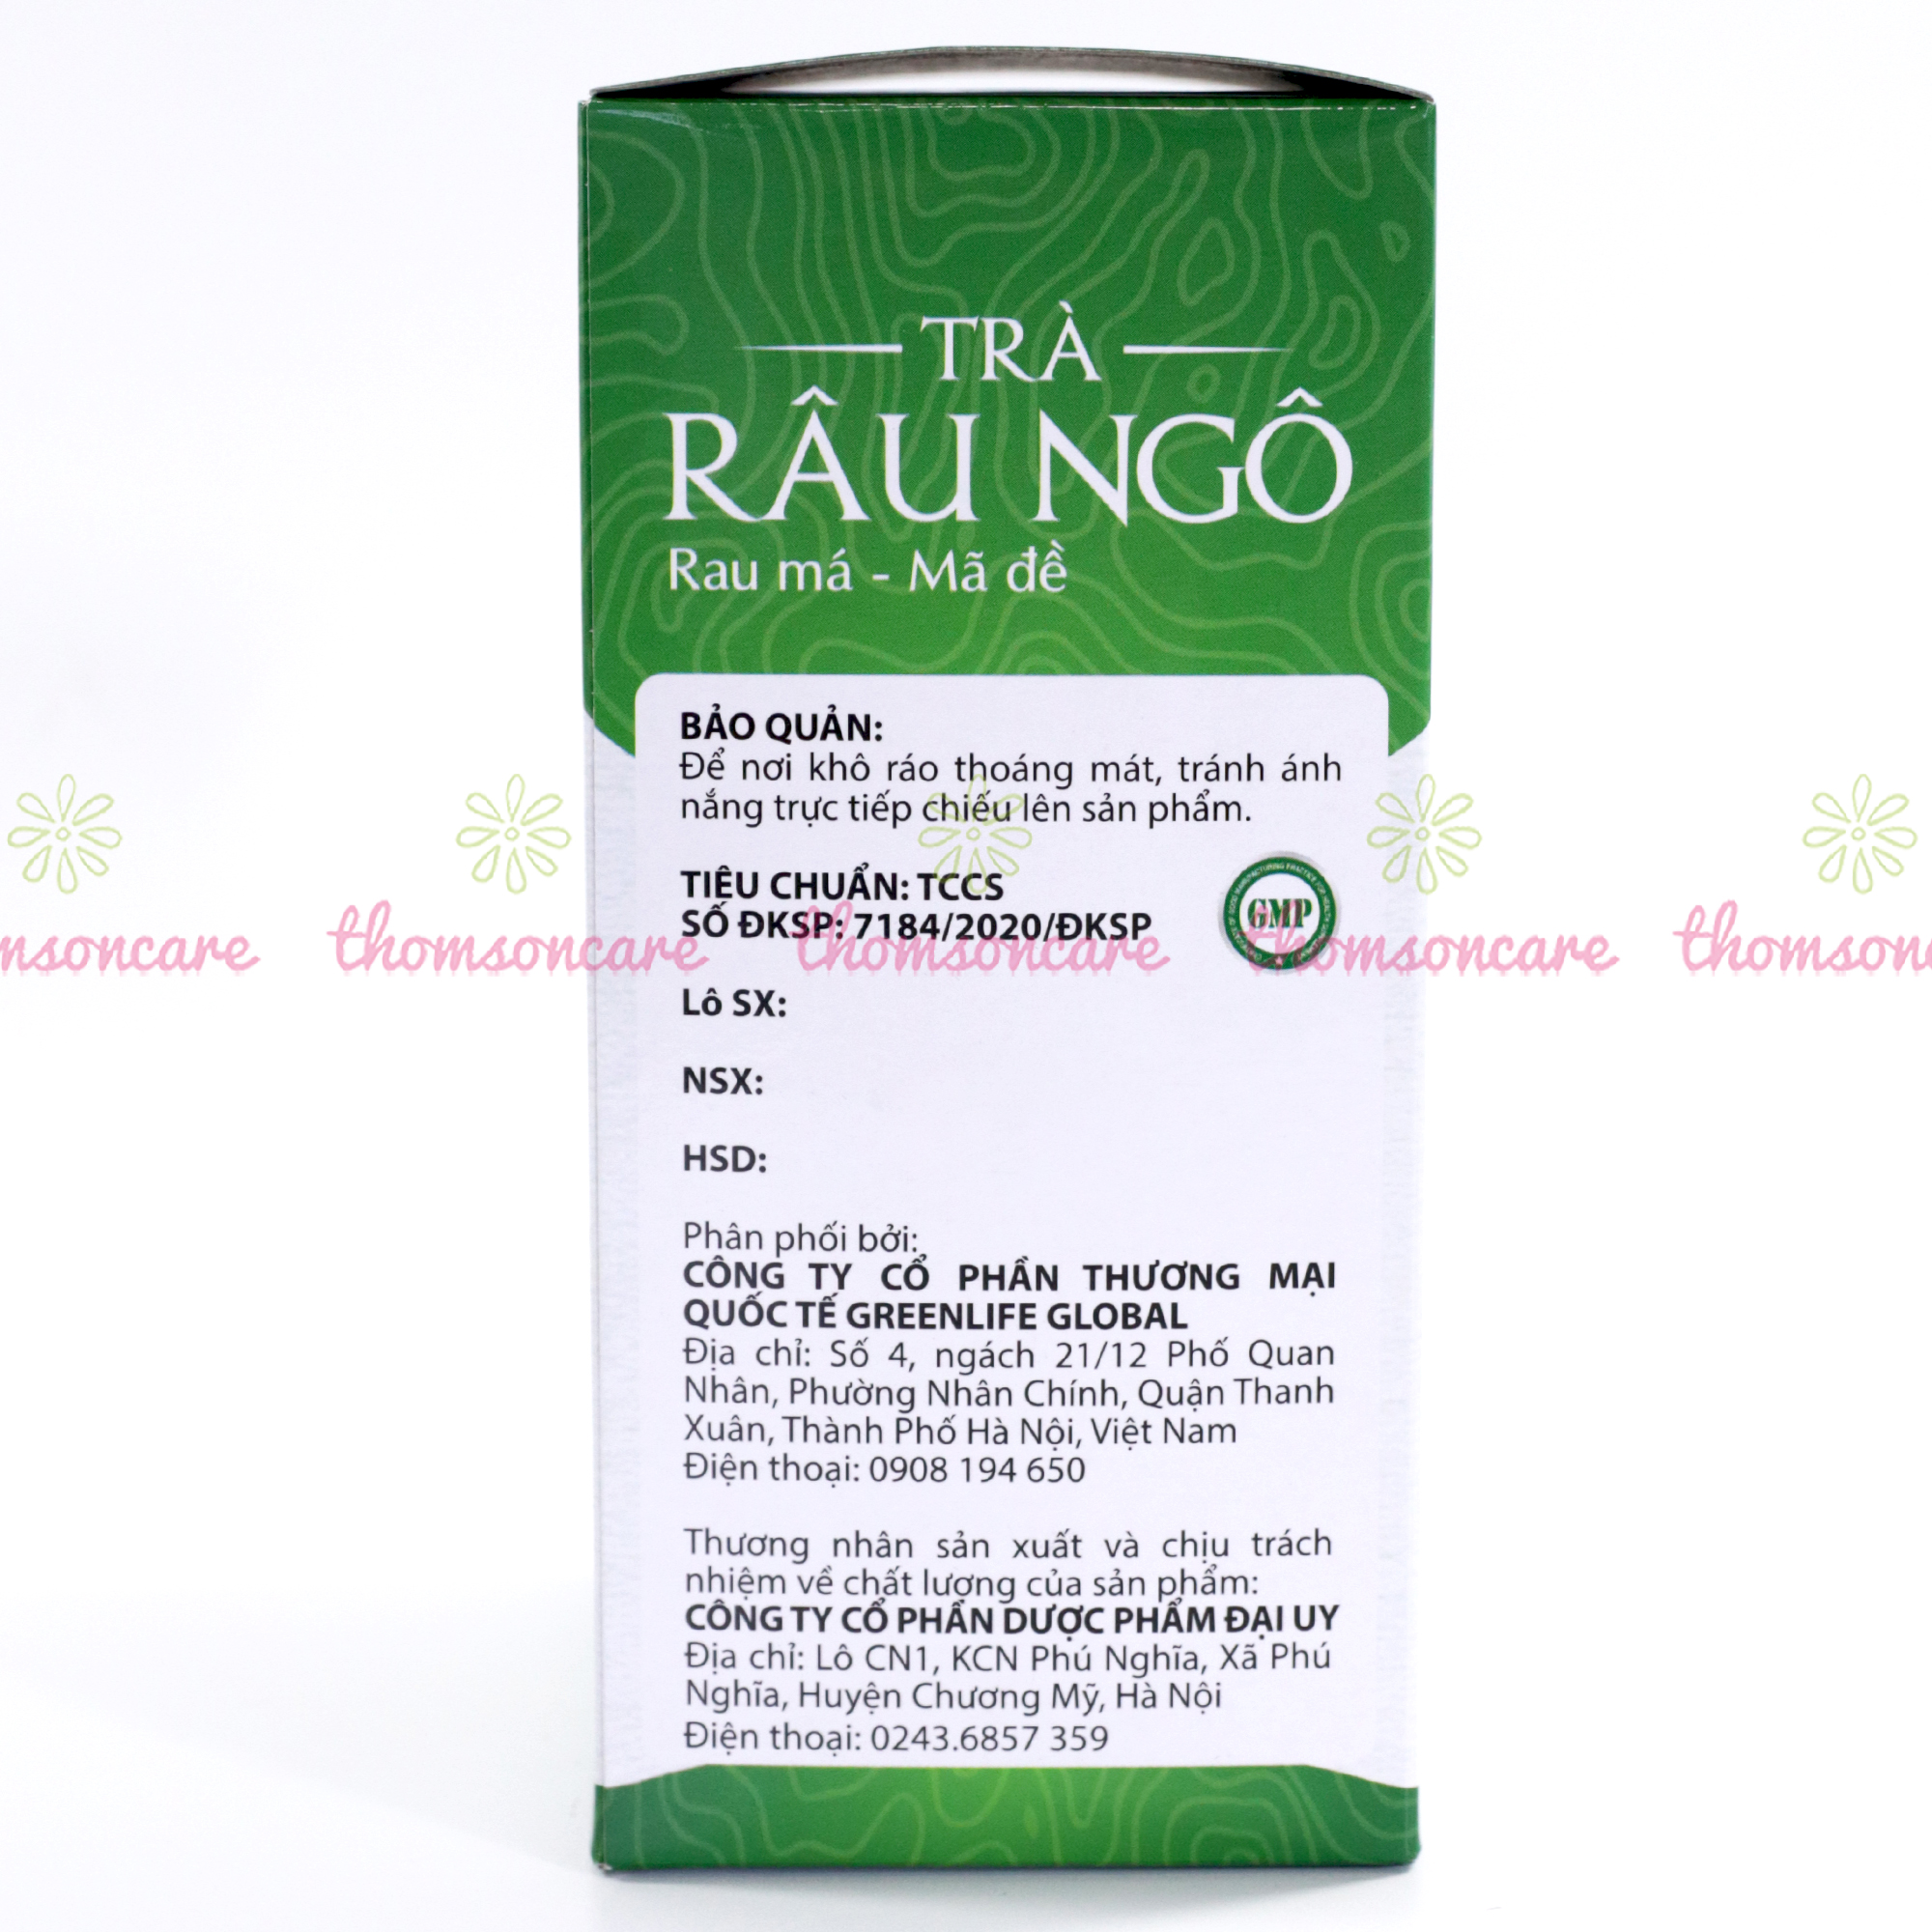 TRÀ
RÂU NGÔ
Rau má - Mã đề
BẢO QUẢN:
Để nơi khô ráo thoáng mát, tránh ánh
nắng trực tiếp chiếu lên sản phẩm.
TIÊU CHUẨN: TCCS
SỐ ĐKSP: 7184/2020/ĐKSP
GMP
msoncare thomsoncare thomsoncare thomsoncare thomson
Lô SX:
NSX:
HSD:
Phân phối bởi:
CÔNG TY CỔ PHẦN THƯƠNG MẠI
QUỐC TẾ GREENLIFE GLOBAL
Địa chỉ: Số 4, ngách 21/12 Phố Quan
Nhân, Phường Nhân Chính, Quận Thanh
Xuân, Thành Phố Hà Nội, Việt Nam
Điện thoại: 0908 194 650
Thương nhân sản xuất và chịu trách
nhiệm về chất lượng của sản phẩm:
CÔNG TY CỔ PHẦN DƯỢC PHẨM ĐẠI UY
Địa chỉ: Lô CN1, KCN Phú Nghĩa, Xã Phú
Nghĩa, Huyện Chương Mỹ, Hà Nội
Điện thoại: 0243.6857 359